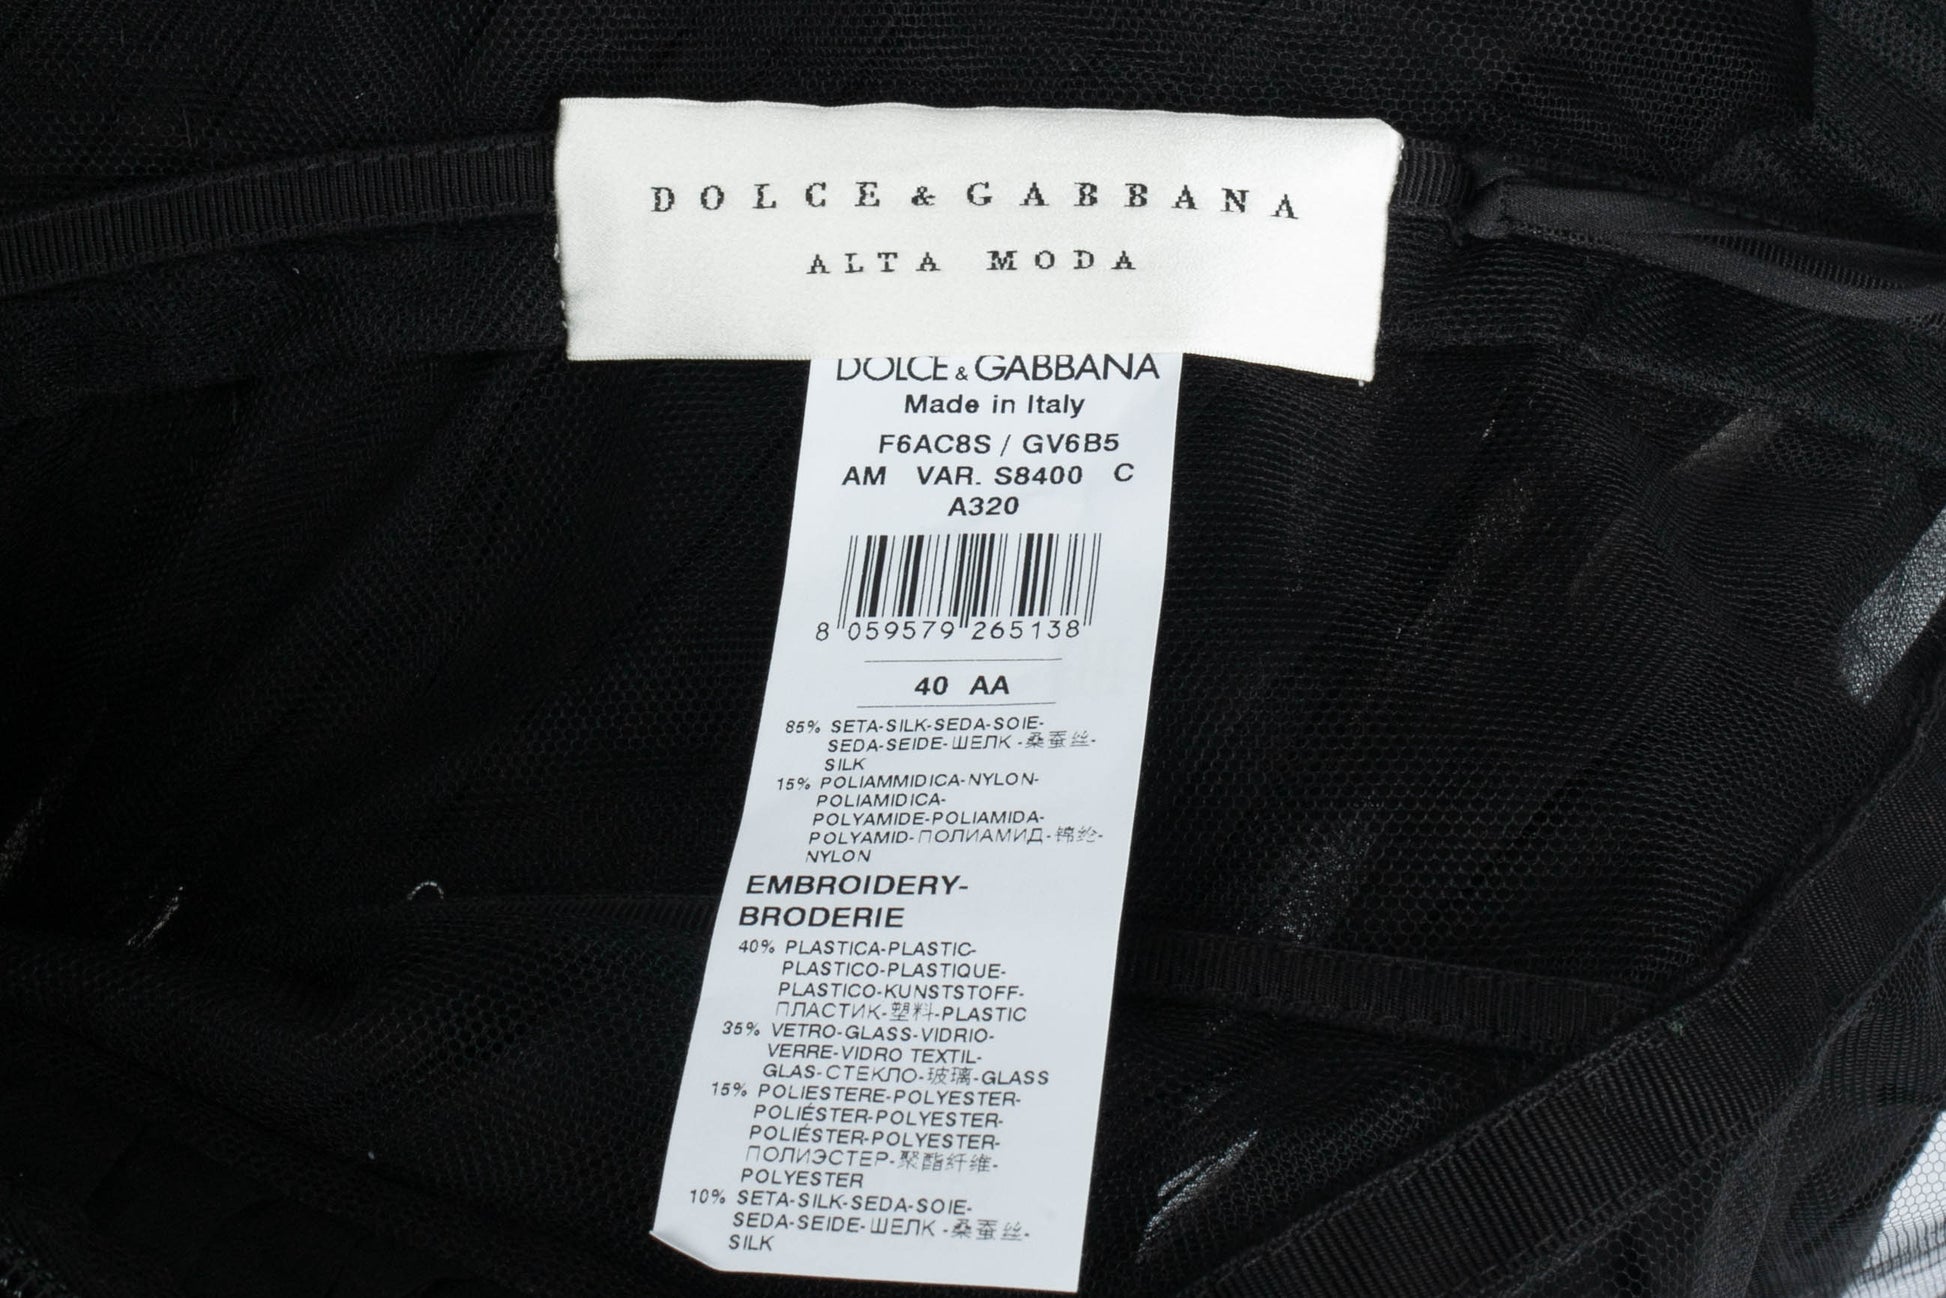 DOLCE & GABBANA
ALTA MODA
DOLCE & GABBANA
Made in Italy
F6AC8S / GV6B5
AM VAR. S8400 C
A320
8 059579 265138
40 AA
85% SETA-SILK-SEDA-SOIE-
SEDA-SEIDE-ШЕЛК -桑蚕丝-
SILK
15% POLIAMMIDICA-NYLON-
POLIAMIDICA-
POLYAMIDE-POLIAMIDA-
POLYAMID-ПОЛИАМИД-锦纶-
NYLON
EMBROIDERY-
BRODERIE
40% PLASTICA-PLASTIC-
PLASTICO-PLASTIQUE-
PLASTICO-KUNSTSTOFF-
ПЛАСТИК-塑料-PLASTIC
35% VETRO-GLASS-VIDRIO-
VERRE-VIDRO TEXTIL-
GLAS-СТЕКЛО-玻璃-GLASS
15% POLIESTERE-POLYESTER-
POLIÉSTER-POLYESTER-
POLIÉSTER-POLYESTER-
ПОЛИЭСТЕР-聚酯纤维-
POLYESTER
10% SETA-SILK-SEDA-SOIE-
SEDA-SEIDE-ШЕЛК -桑蚕丝-
SILK